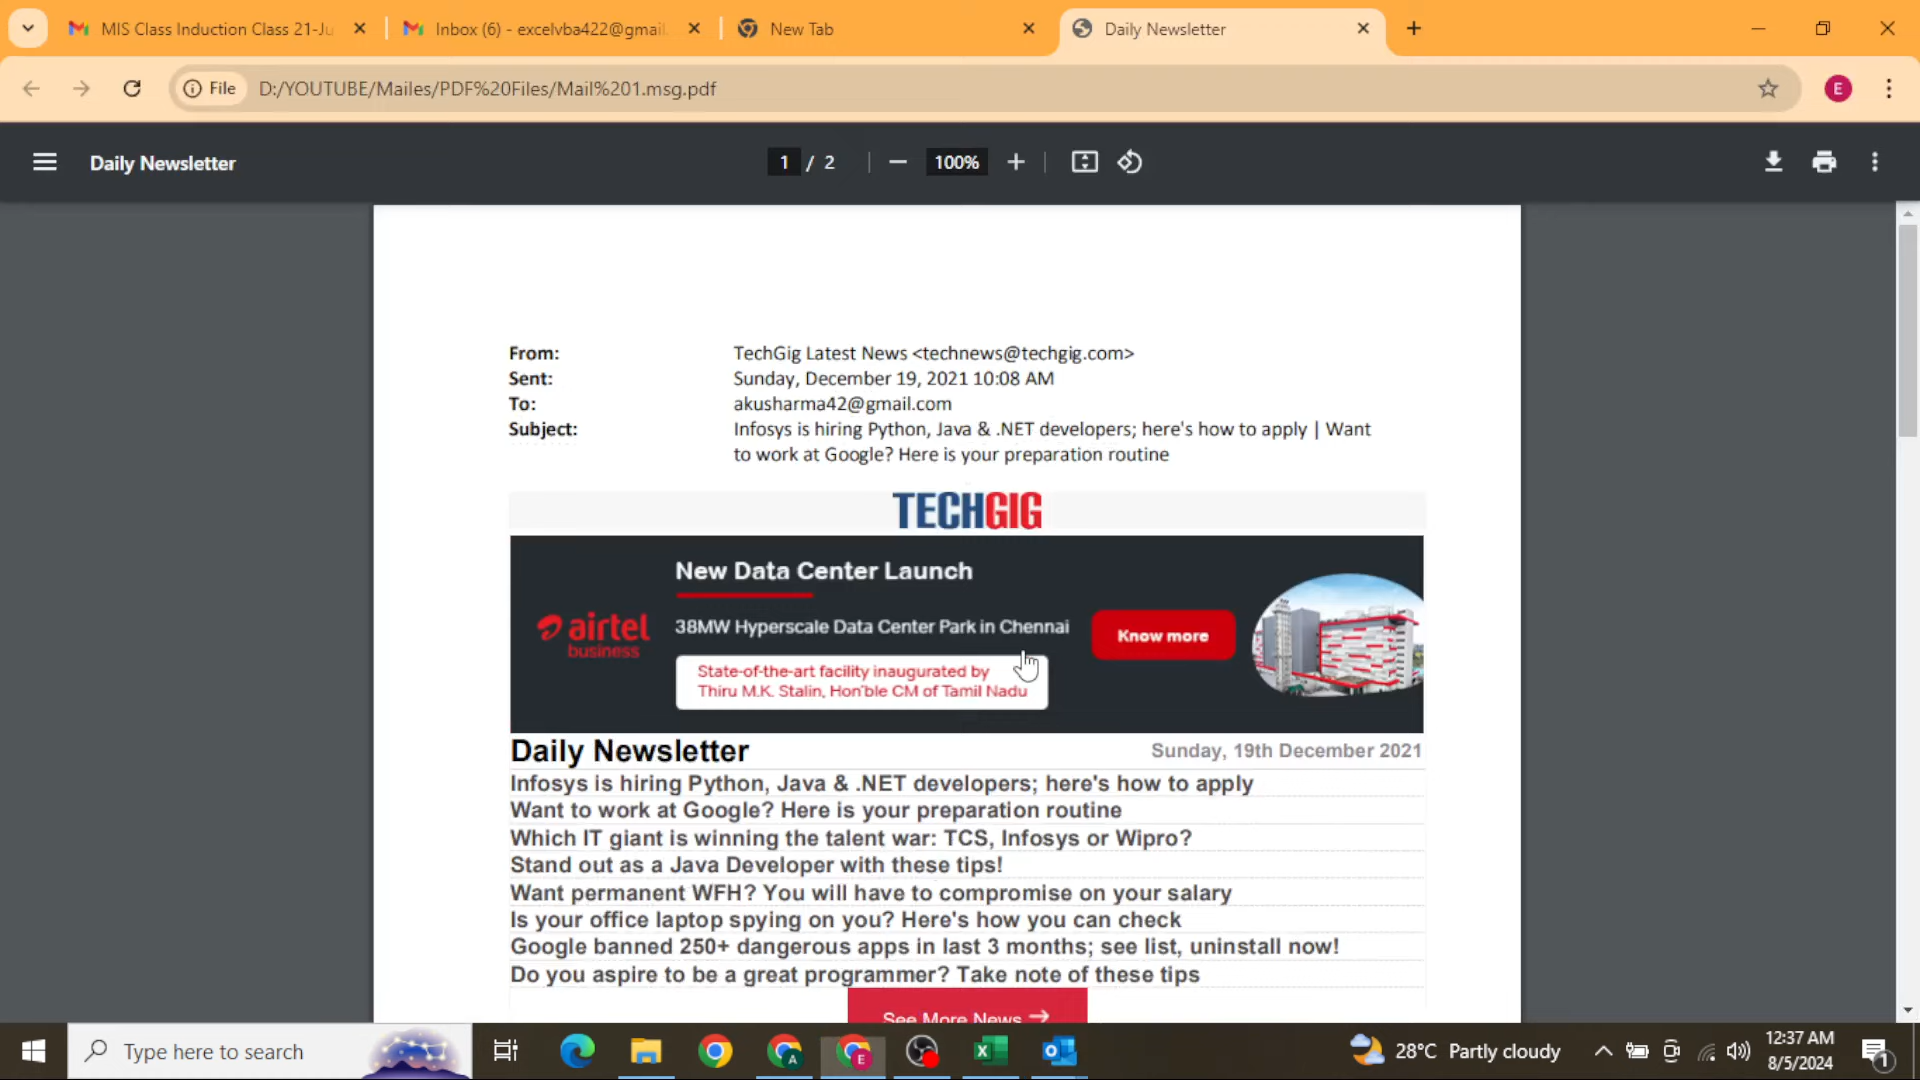 MIS Class Induction Class 21-Ju
Inbox (6) - excelvba422@gmail.
New Tab
Daily Newsletter
File
D:/YOUTUBE/Mailes/PDF%20Files/Mail%201.msg.pdf
E
Daily Newsletter
1 / 2
100%
From: TechGig Latest News <technews@techgig.com>
Sent: Sunday, December 19, 2021 10:08 AM
To: akusharma42@gmail.com
Subject: Infosys is hiring Python, Java & .NET developers; here's how to apply | Want
to work at Google? Here is your preparation routine
TECHGIG
New Data Center Launch
airtel
business
38MW Hyperscale Data Center Park in Chennai
Know more
State-of-the-art facility inaugurated by
Thiru M.K. Stalin, Hon'ble CM of Tamil Nadu
Daily Newsletter Sunday, 19th December 2021
Infosys is hiring Python, Java & .NET developers; here's how to apply
Want to work at Google? Here is your preparation routine
Which IT giant is winning the talent war: TCS, Infosys or Wipro?
Stand out as a Java Developer with these tips!
Want permanent WFH? You will have to compromise on your salary
Is your office laptop spying on you? Here's how you can check
Google banned 250+ dangerous apps in last 3 months; see list, uninstall now!
Do you aspire to be a great programmer? Take note of these tips
See More News →
Type here to search
A
E
28°C Partly cloudy
12:37 AM
8/5/2024
1